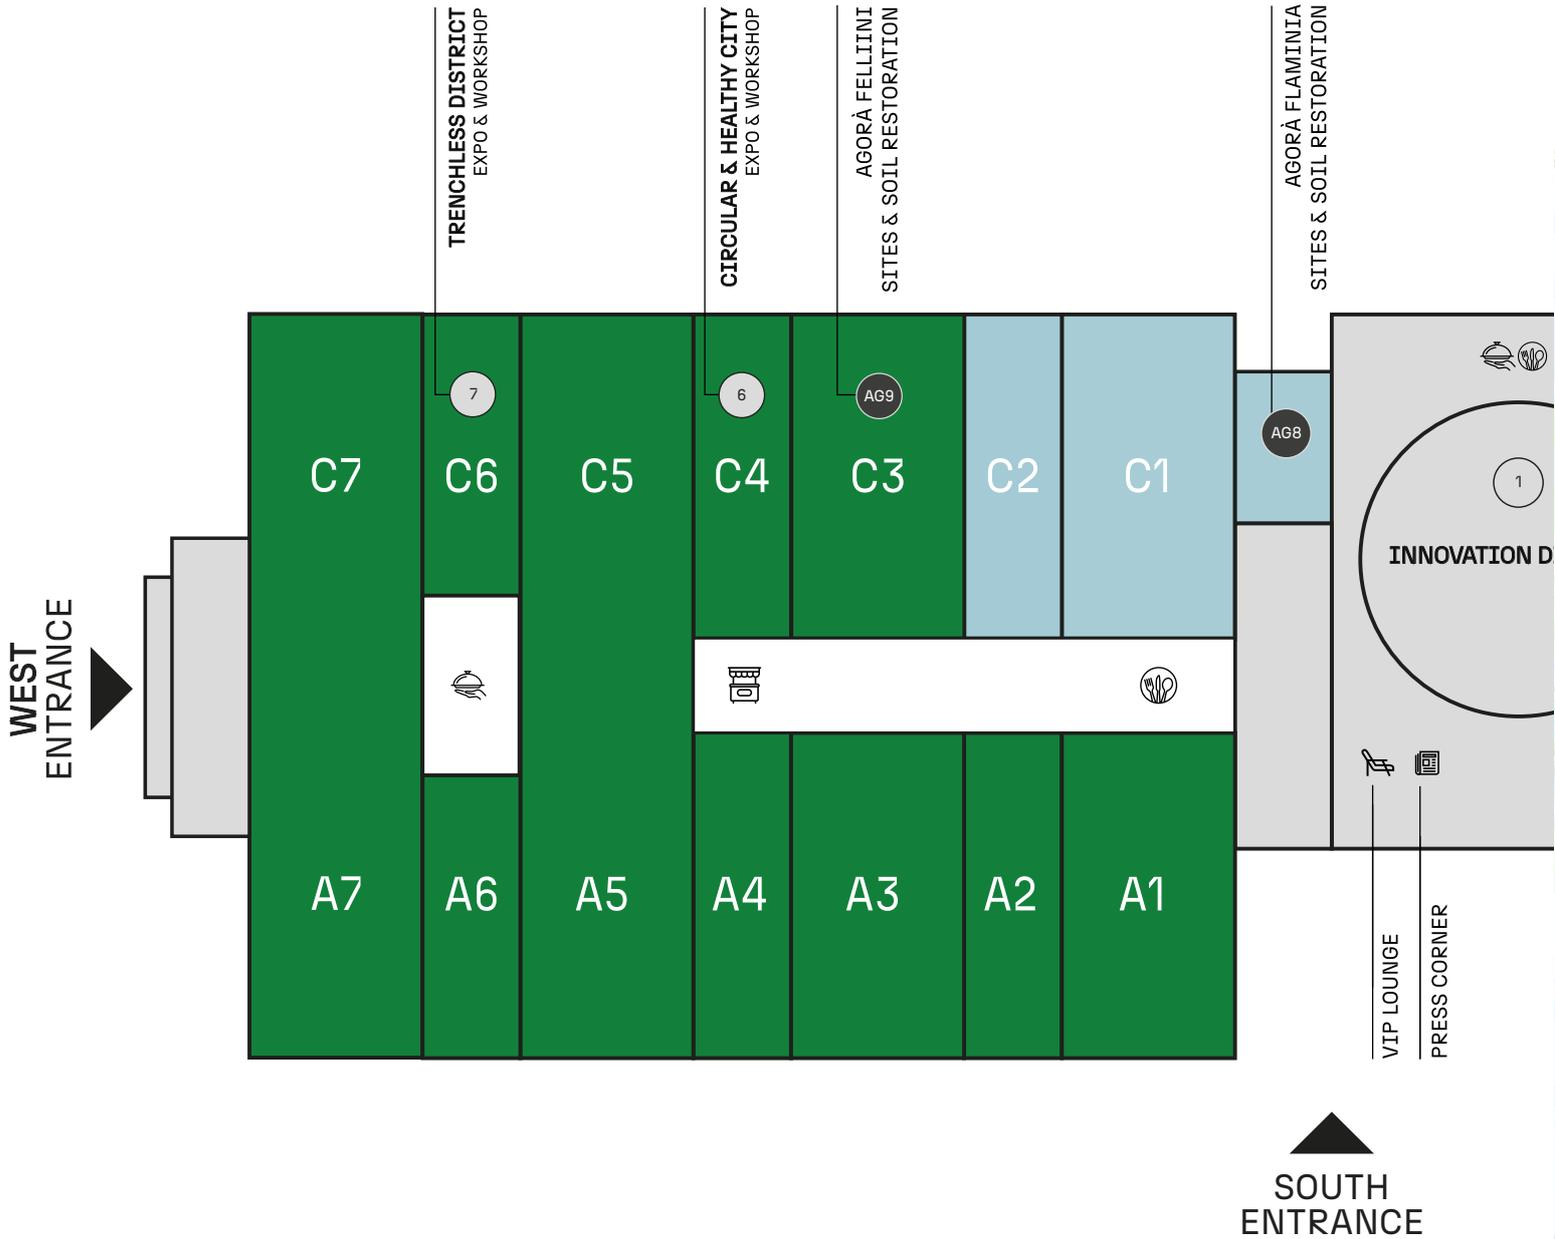 TRENCHLESS DISTRICT
EXPO & WORKSHOP
CIRCULAR & HEALTHY CITY
EXPO & WORKSHOP
AGORÀ FELLIINI
SITES & SOIL RESTORATION
AGORÀ FLAMINIA
SITES & SOIL RESTORATION
7
6
AG9
AG8
C7
C6
C5
C4
C3
C2
C1
1
INNOVATION D
WEST
ENTRANCE
A7
A6
A5
A4
A3
A2
A1
VIP LOUNGE
PRESS CORNER
SOUTH
ENTRANCE